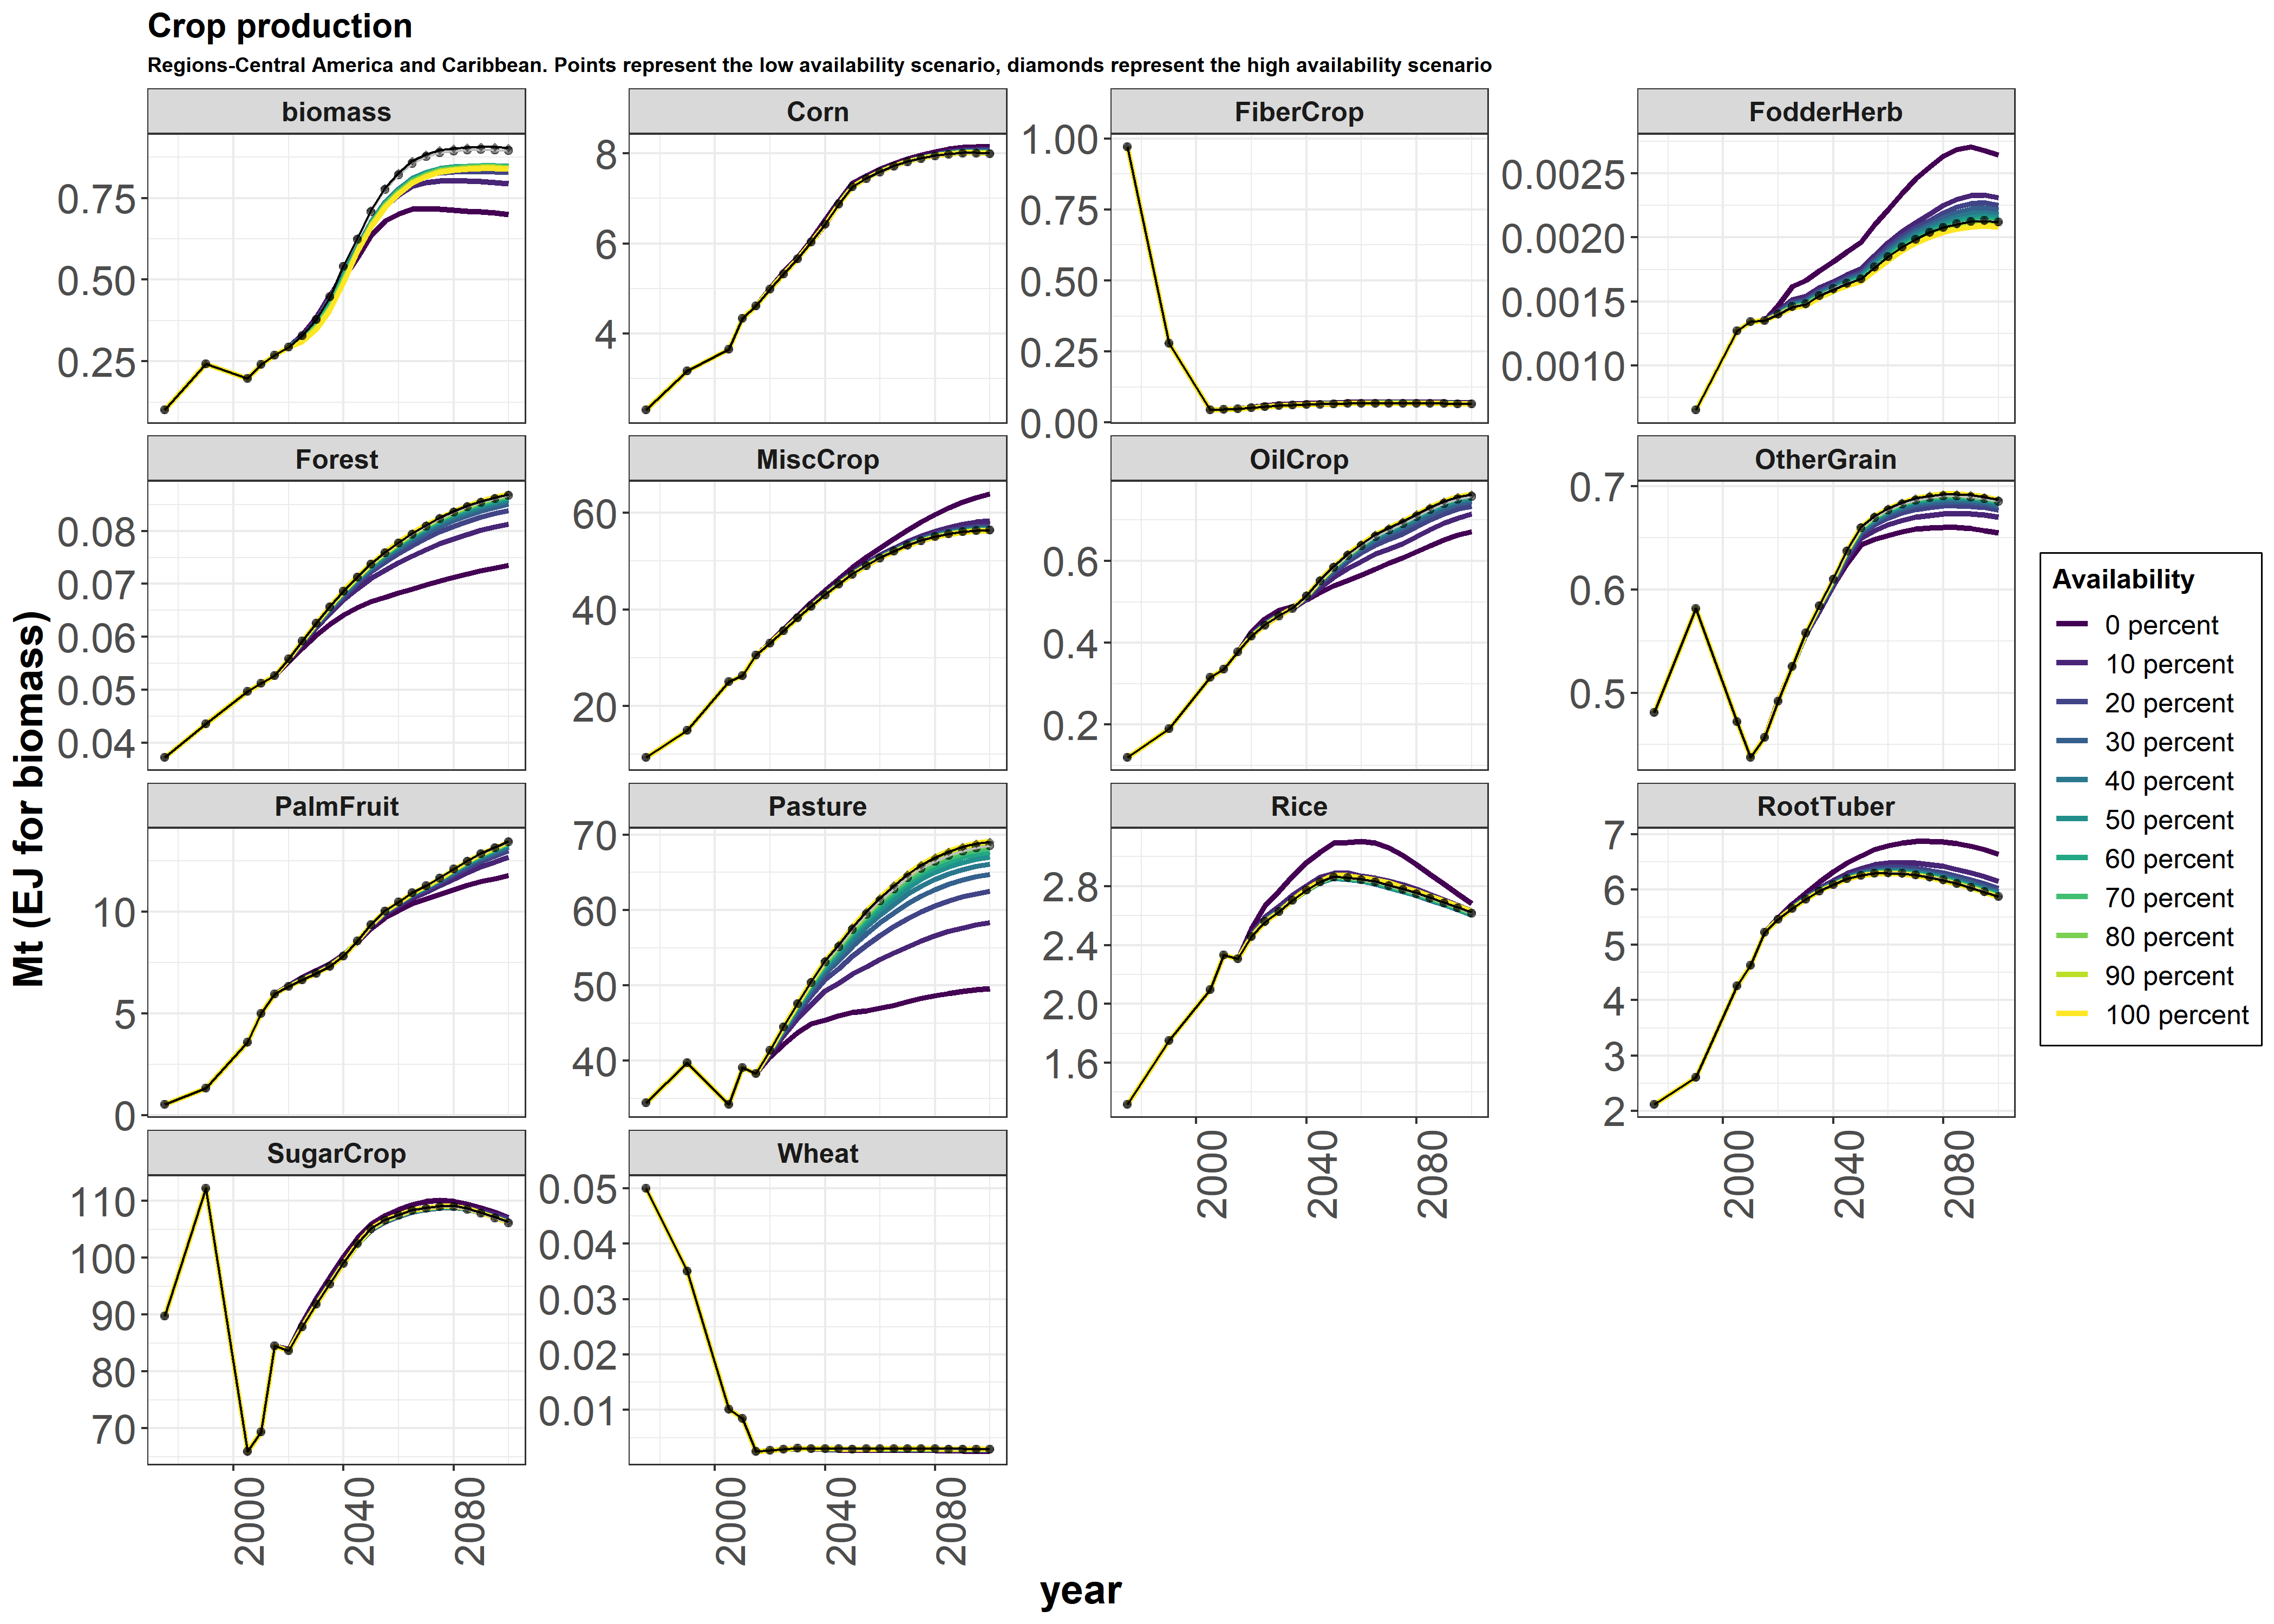 Crop production
Regions-Central America and Caribbean. Points represent the low availability scenario, diamonds represent the high availability scenario
biomass
Corn
FiberCrop
FodderHerb
0.75
0.50
0.25
8
6
4
1.00
0.75
0.50
0.25
0.00
0.0025
0.0020
0.0015
0.0010
Forest
MiscCrop
OilCrop
OtherGrain
0.08
0.07
0.06
0.05
0.04
60
40
20
0.6
0.4
0.2
0.7
0.6
0.5
PalmFruit
Pasture
Rice
RootTuber
10
5
0
70
60
50
40
2.8
2.4
2.0
1.6
7
6
5
4
3
2
2000
2040
2080
2000
2040
2080
SugarCrop
Wheat
110
100
90
80
70
0.05
0.04
0.03
0.02
0.01
2000
2040
2080
2000
2040
2080
Mt (EJ for biomass)
year
Availability
0 percent
10 percent
20 percent
30 percent
40 percent
50 percent
60 percent
70 percent
80 percent
90 percent
100 percent